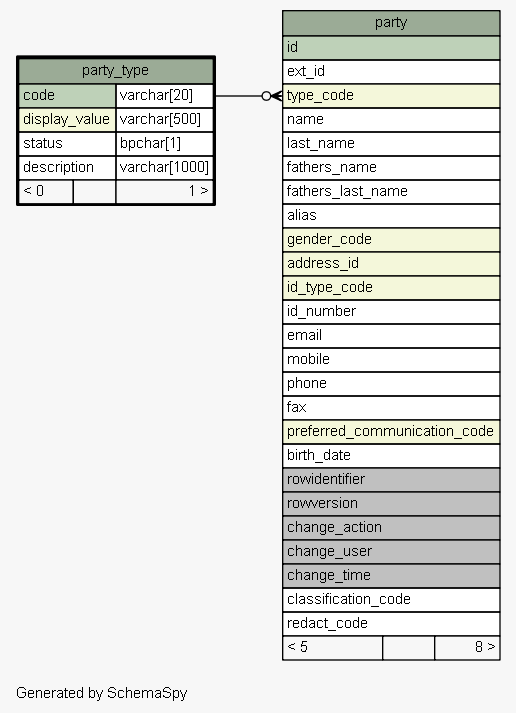 party_type
code varchar[20]
display_value varchar[500]
status bpchar[1]
description varchar[1000]
< 0 1 >
party
id
ext_id
type_code
name
last_name
fathers_name
fathers_last_name
alias
gender_code
address_id
id_type_code
id_number
email
mobile
phone
fax
preferred_communication_code
birth_date
rowidentifier
rowversion
change_action
change_user
change_time
classification_code
redact_code
< 5 8 >
Generated by SchemaSpy